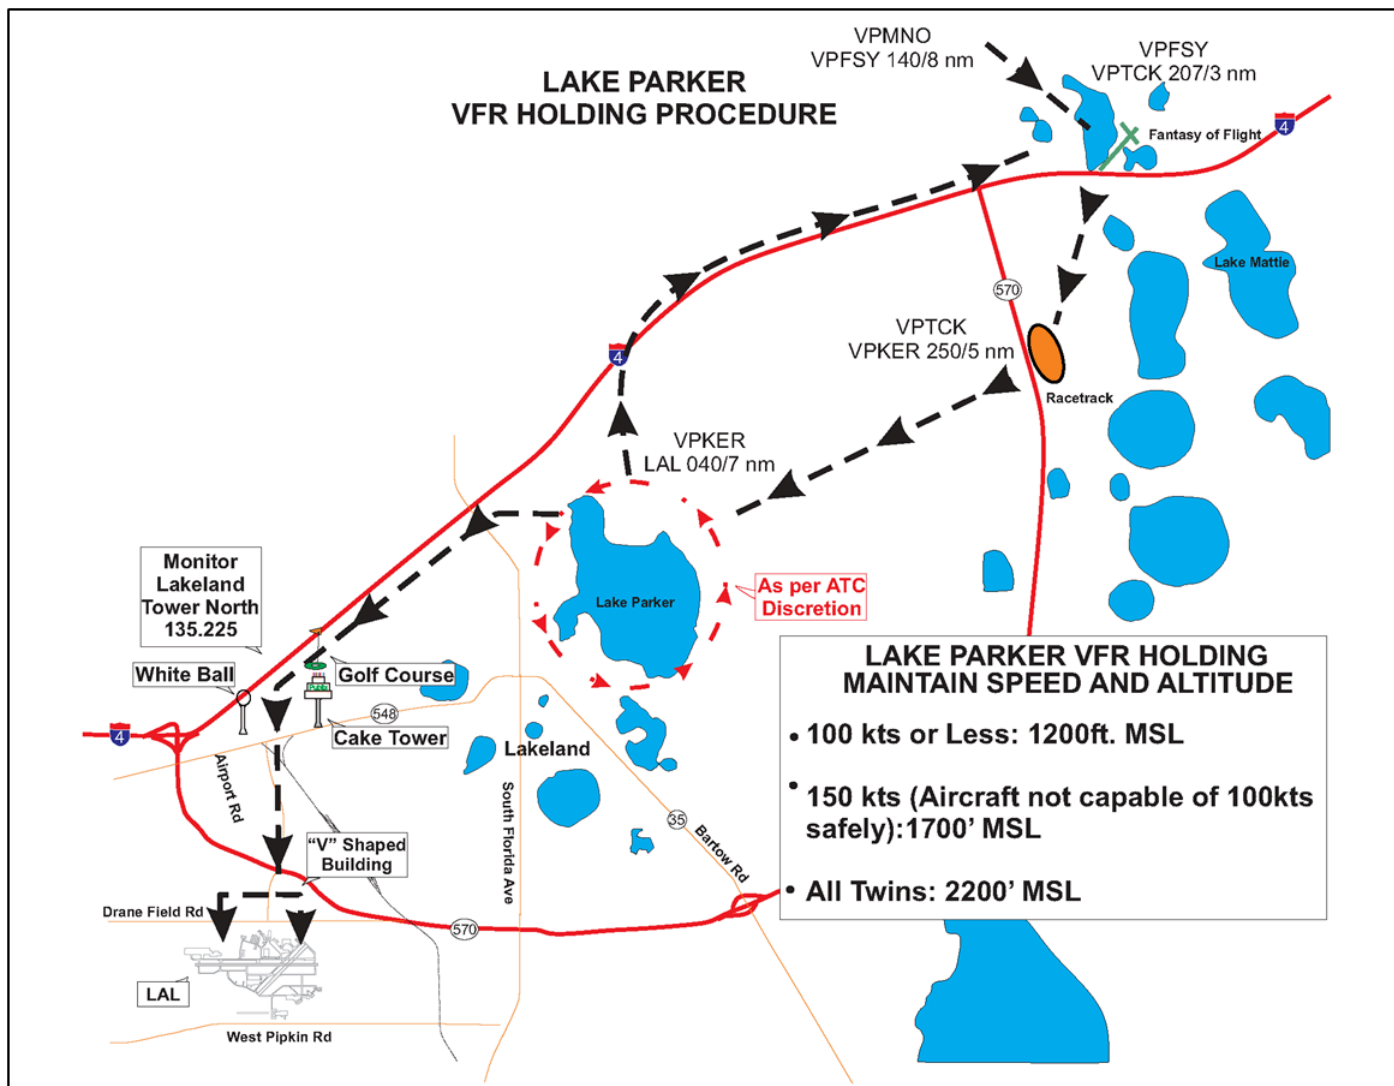 LAKE PARKER
VFR HOLDING PROCEDURE
VPMNO
VPFSY 140/8 nm
VPFSY
VPTCK 207/3 nm
Fantasy of Flight
4
Lake Mattie
570
VPTCK
VPKER 250/5 nm
Racetrack
4
VPKER
LAL 040/7 nm
Monitor
Lakeland
Tower North
135.225
As per ATC
Discretion
Lake Parker
White Ball
Golf Course
Publix
548
Cake Tower
4
Lakeland
Airport Rd
South Florida Ave
35
Bartow Rd
"V" Shaped
Building
Drane Field Rd
570
LAL
West Pipkin Rd
LAKE PARKER VFR HOLDING
MAINTAIN SPEED AND ALTITUDE
• 100 kts or Less: 1200ft. MSL
• 150 kts (Aircraft not capable of 100kts
safely):1700' MSL
• All Twins: 2200' MSL